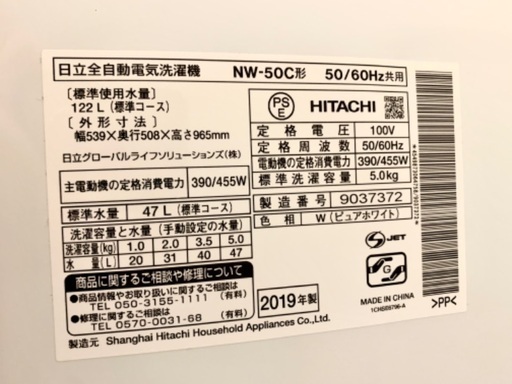 日立全自動電気洗濯機 NW-50C形 50/60Hz共用
〔標準使用水量〕
122 L (標準コース)
〔外形寸法〕
幅539×奥行508×高さ965mm
日立グローバルライフソリューションズ(株)
主電動機の定格消費電力 390/455W
標準水量 47 L (標準コース)
洗濯容量と水量 (手動設定の水量)
洗濯容量(kg) 1.0 2.0 3.5 5.0
水量(L) 20 31 40 47
商品に関するご相談や修理について
●商品情報やお取り扱いに関するご相談
TEL 050-3155-1111 (有料)
●修理に関するご相談
TEL 0570-0031-68 (有料)
製造元 Shanghai Hitachi Household Appliances Co.,Ltd.
PS
E
HITACHI
定格電圧 100V
定格周波数 50/60Hz
電動機の定格消費電力 390/455W
標準洗濯容量 5.0kg
製造番号 9037372
色相 W (ピュアホワイト)
S-JET
G
2019年製
MADE IN CHINA
>PP<